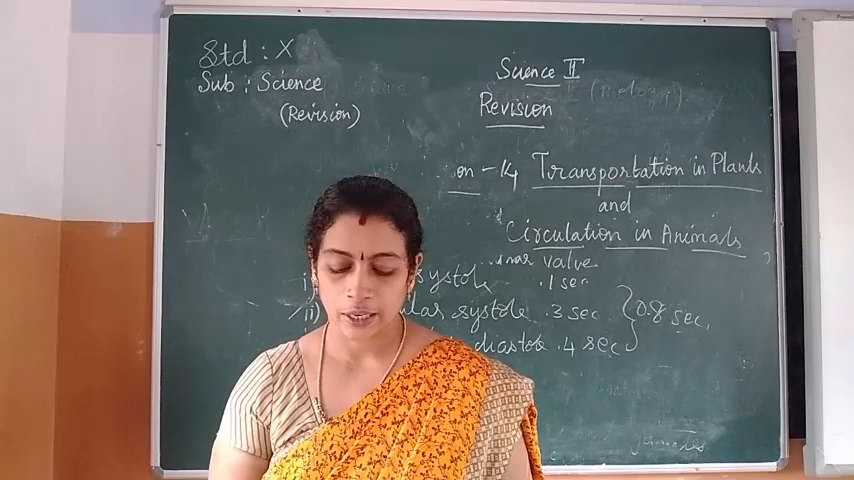 Std : X
Sub : Science
(Revision)
Science II
Revision
(Biology)
on - 14 Transportation in Plants
and
Circulation in Animals
valve
i) systole .1 sec
ii) ular systole .3 sec } 0.8 sec.
diastole .4 sec